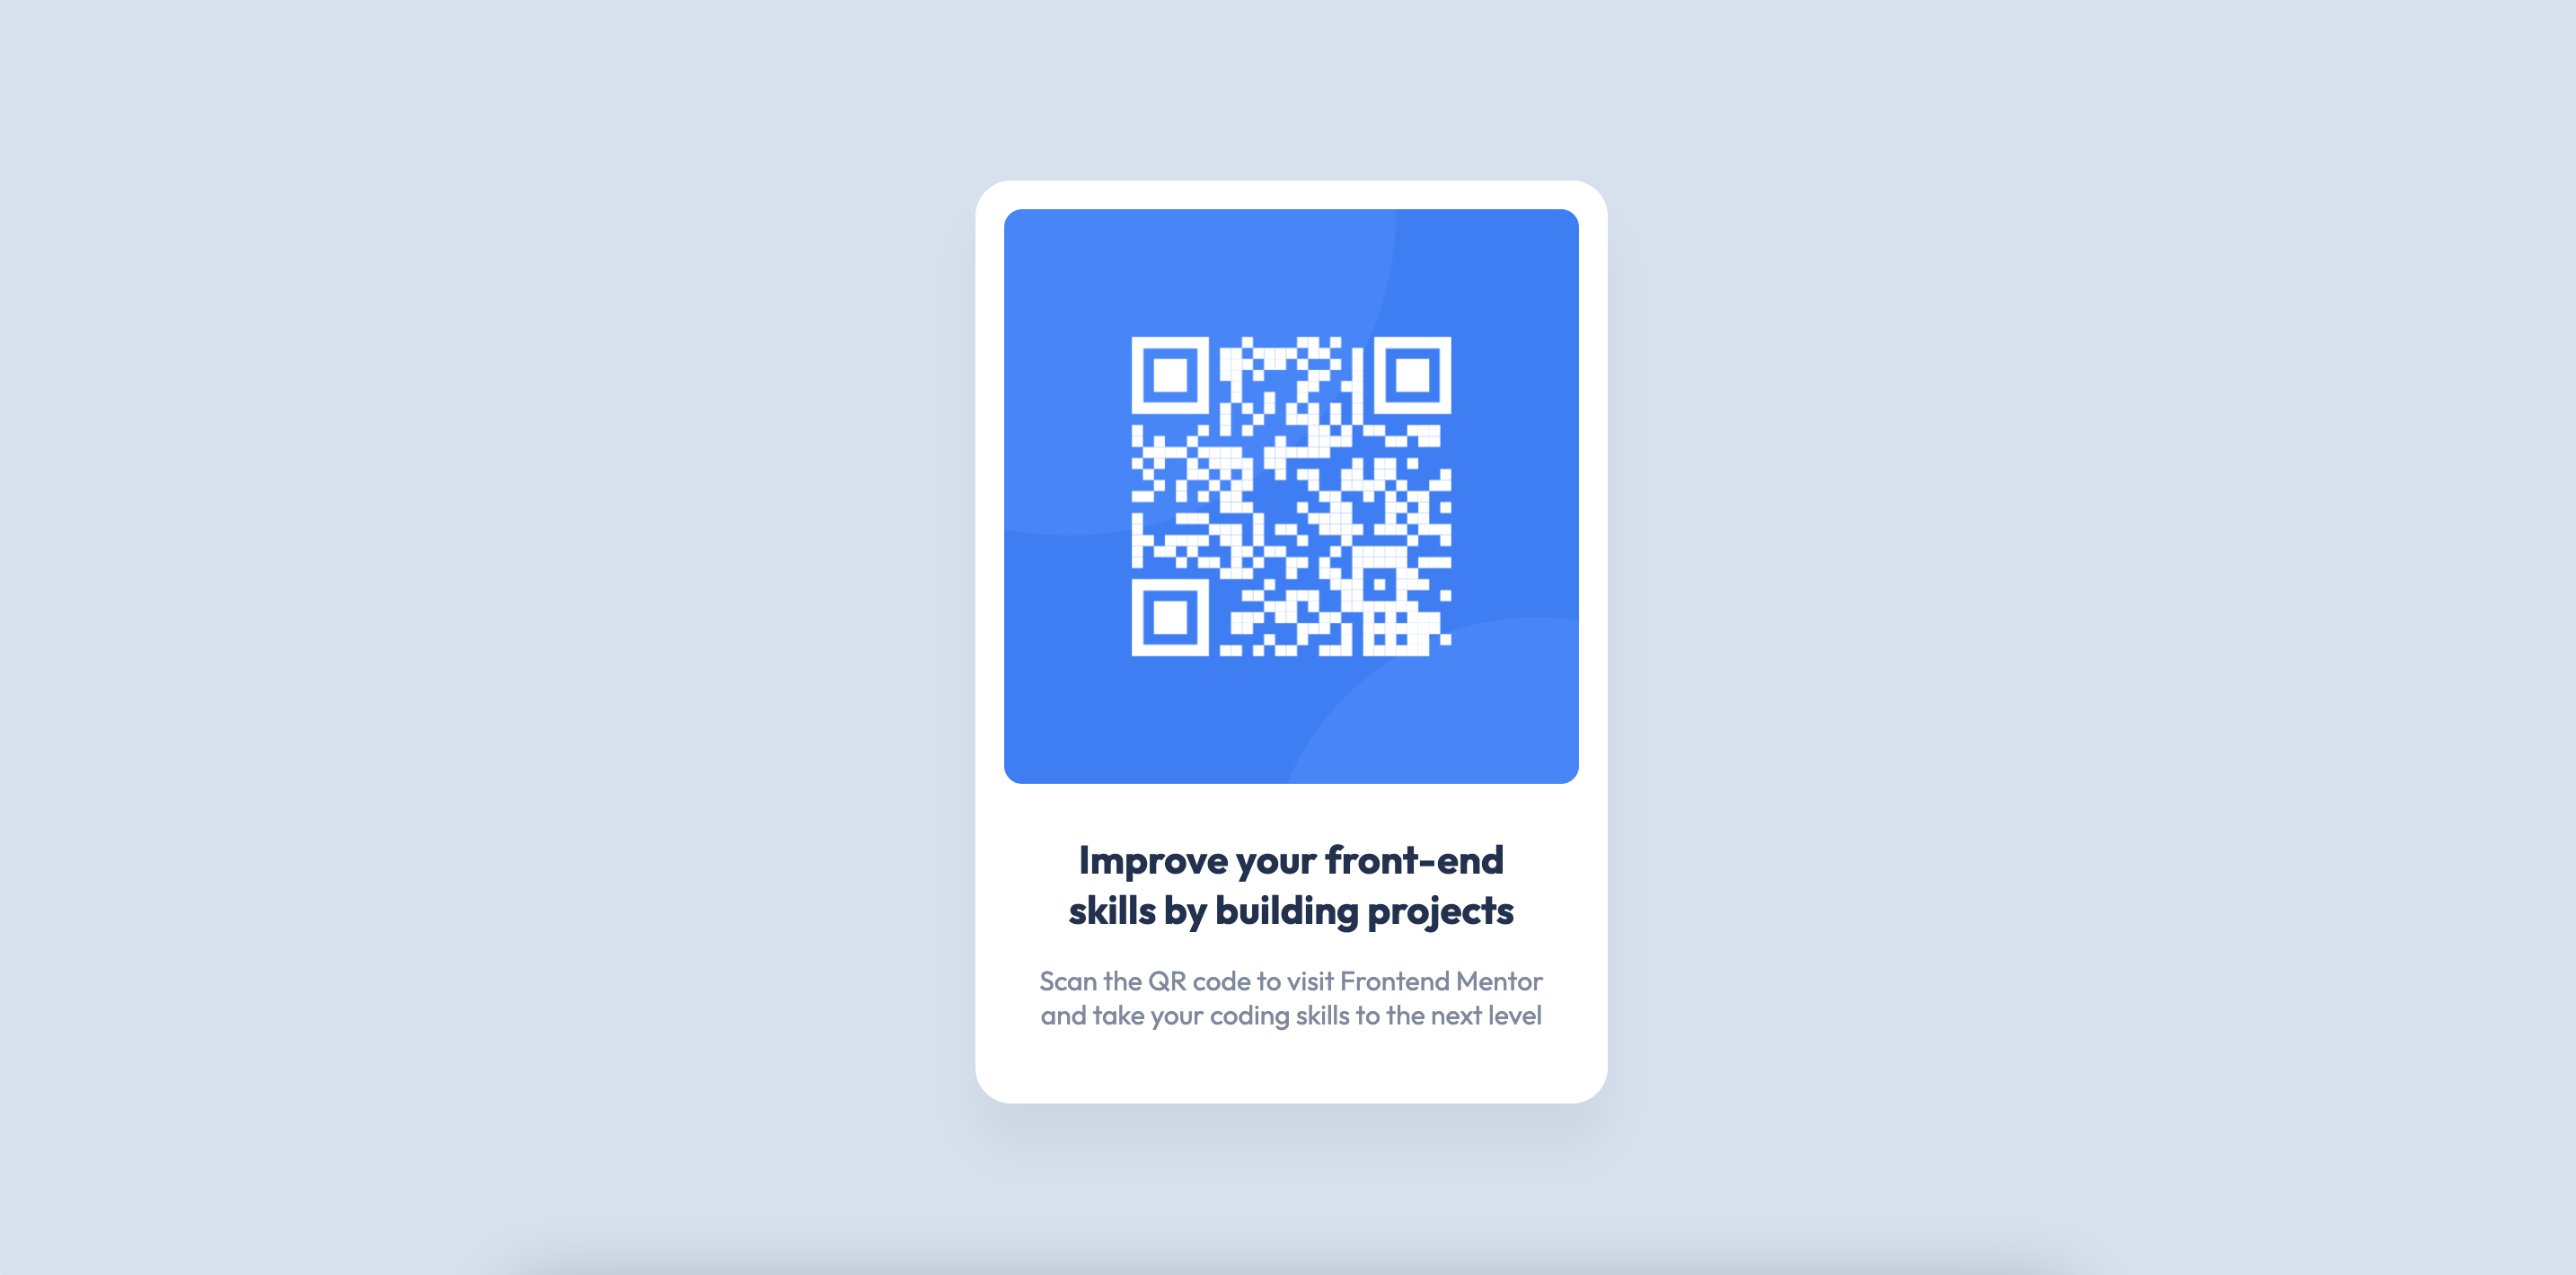 Improve your front-end
skills by building projects
Scan the QR code to visit Frontend Mentor
and take your coding skills to the next level